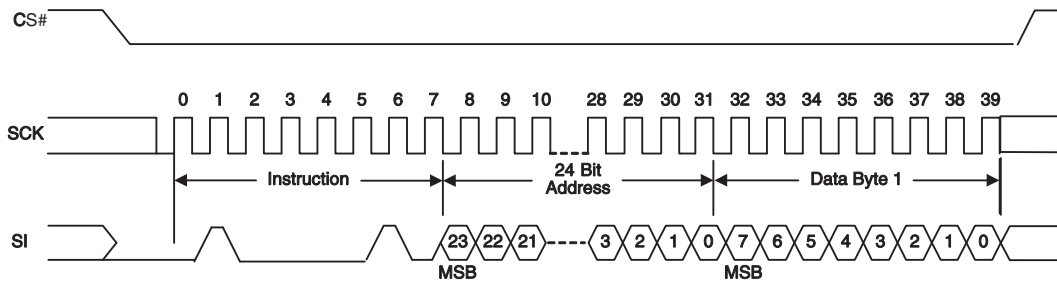 CS#
0 1 2 3 4 5 6 7 8 9 10 28 29 30 31 32 33 34 35 36 37 38 39
SCK
Instruction
24 Bit
Address
Data Byte 1
SI
23 22 21 3 2 1 0 7 6 5 4 3 2 1 0
MSB MSB